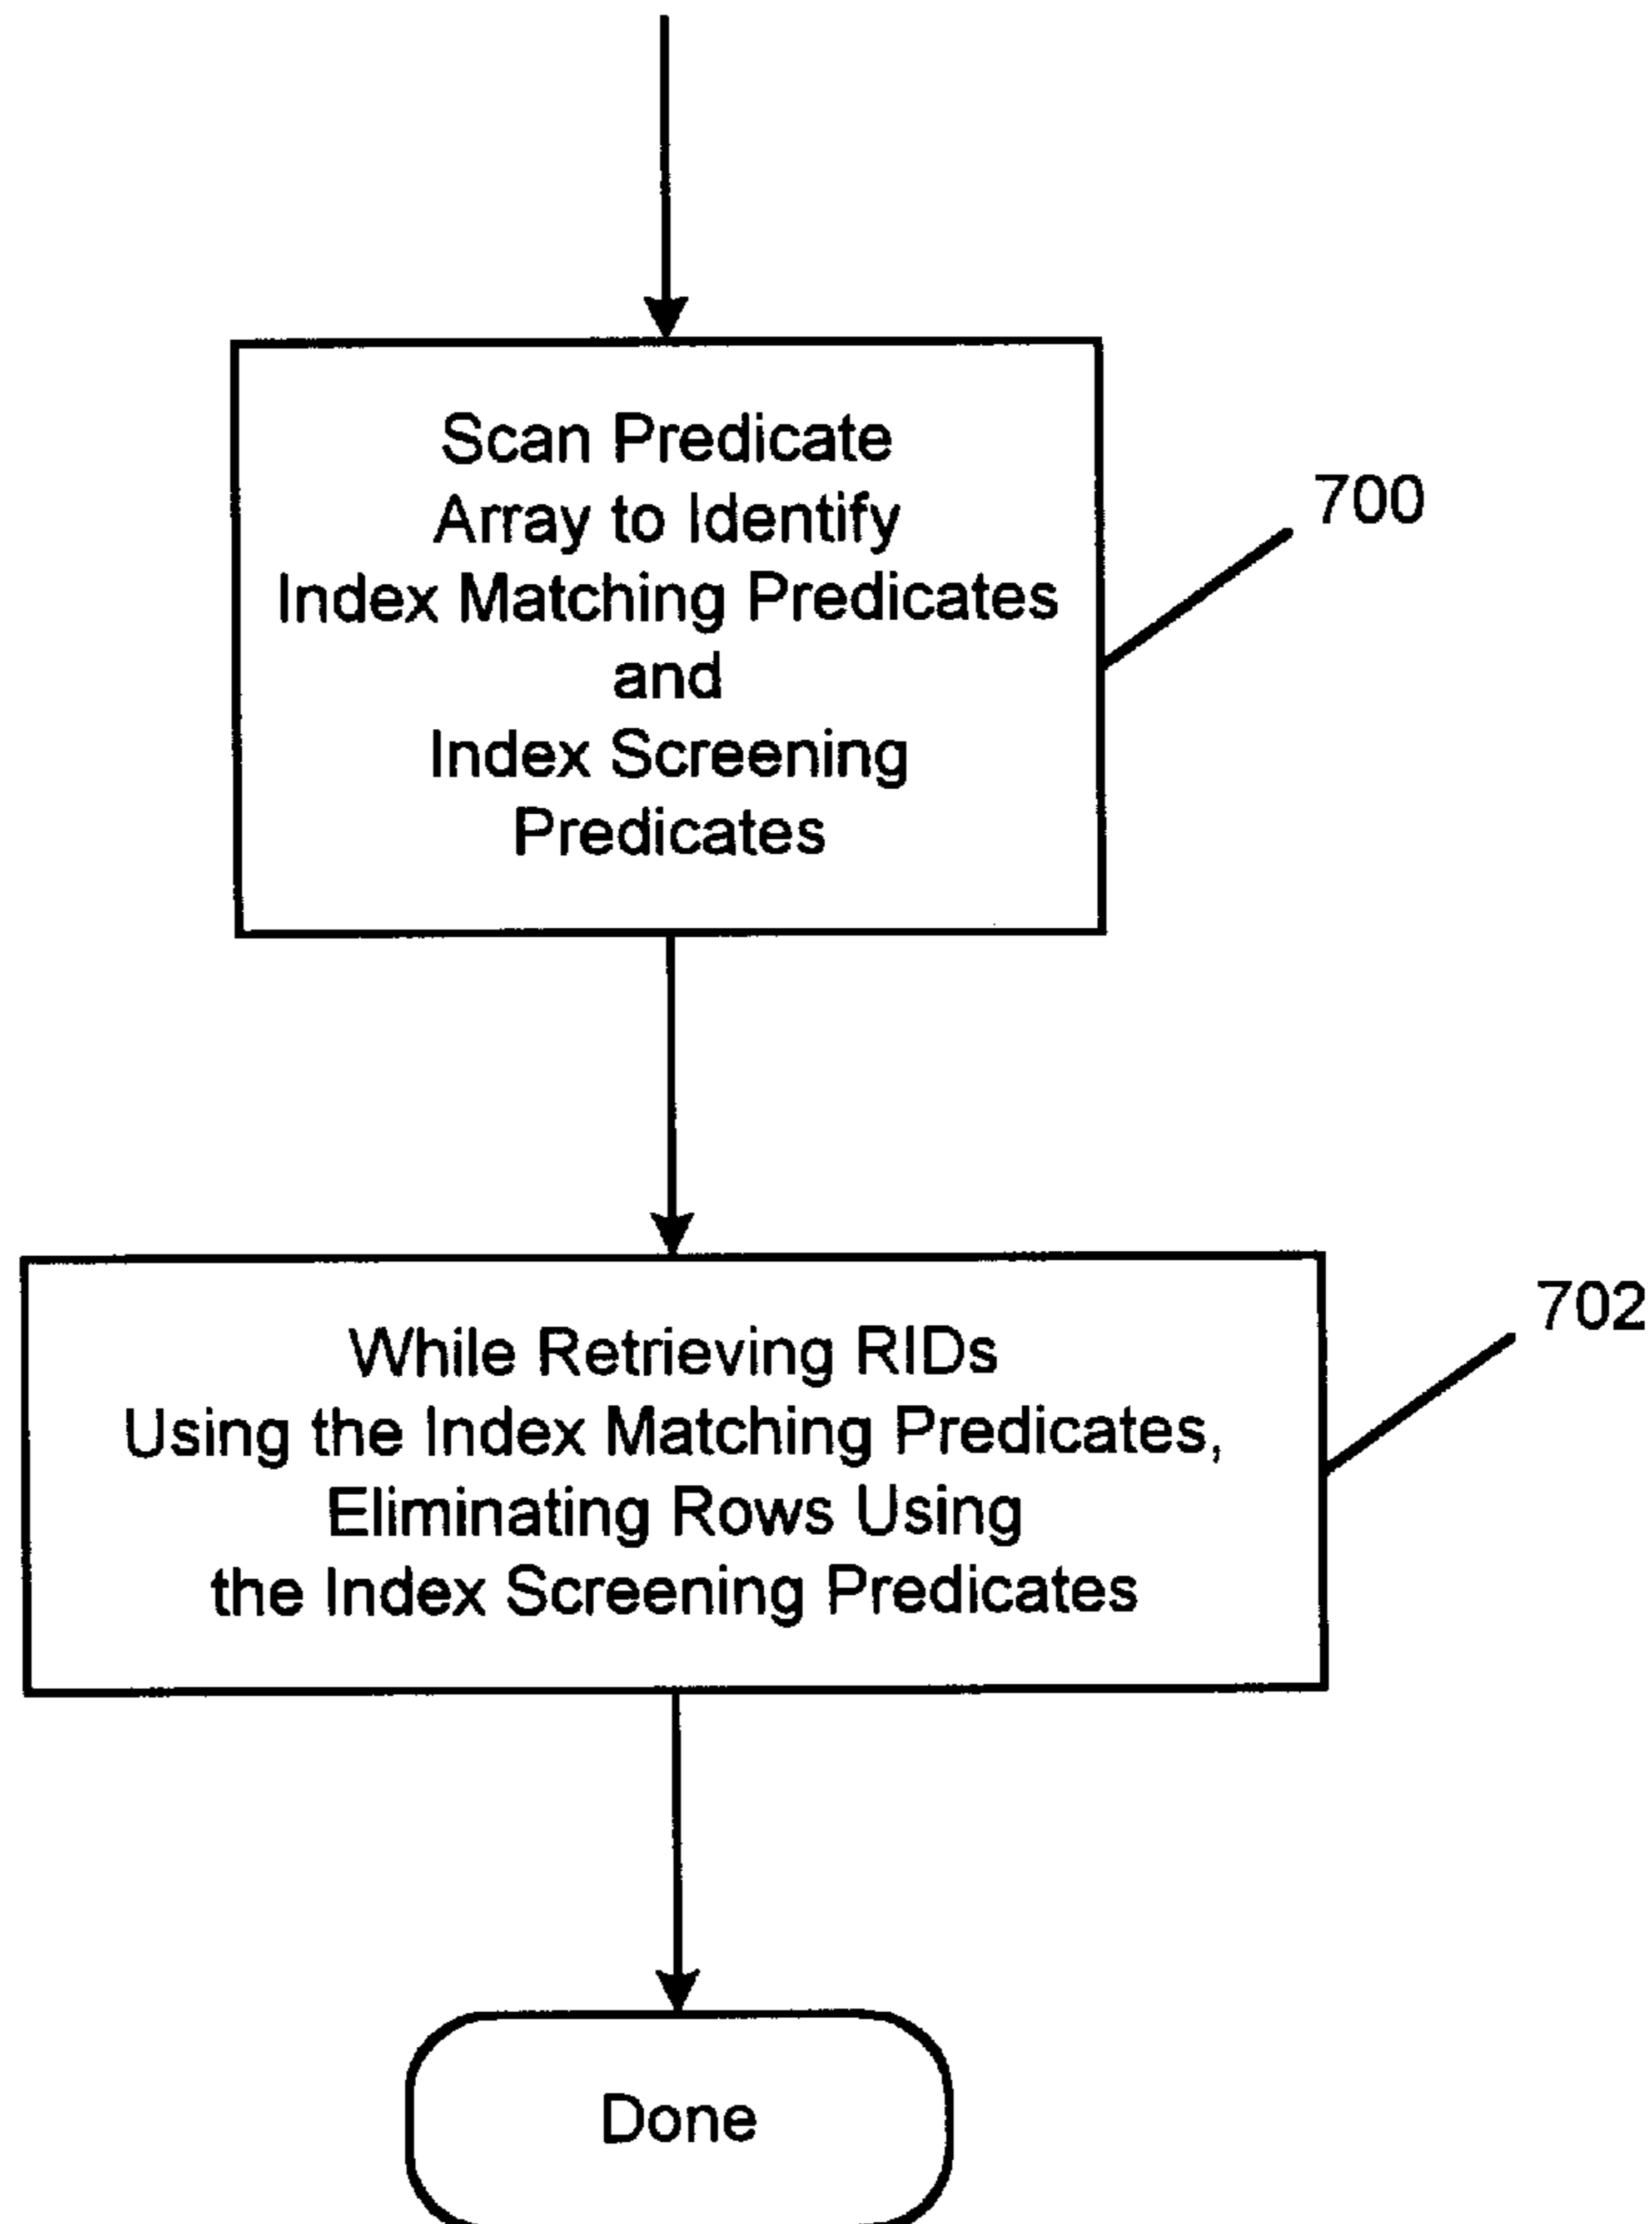 Scan Predicate
Array to Identify
Index Matching Predicates
and
Index Screening
Predicates
700
While Retrieving RIDs
Using the Index Matching Predicates,
Eliminating Rows Using
the Index Screening Predicates
702
Done